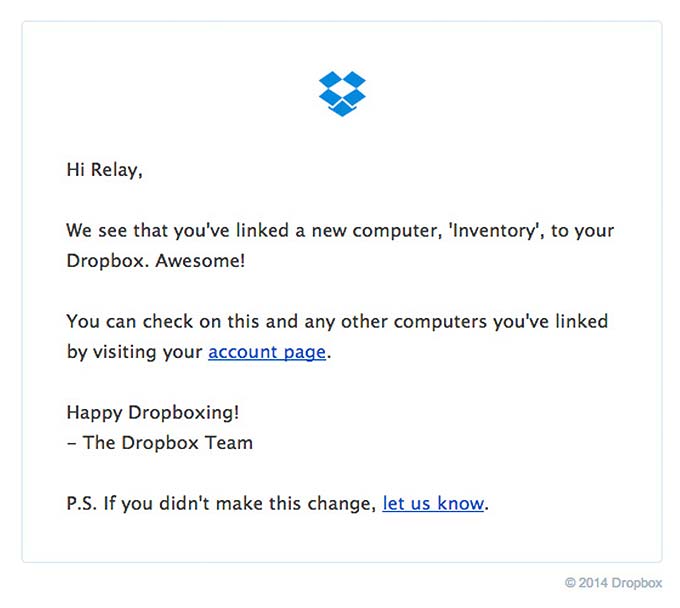 Hi Relay,
We see that you've linked a new computer, 'Inventory', to your
Dropbox. Awesome!
You can check on this and any other computers you've linked
by visiting your account page.
Happy Dropboxing!
– The Dropbox Team
P.S. If you didn't make this change, let us know.
© 2014 Dropbox